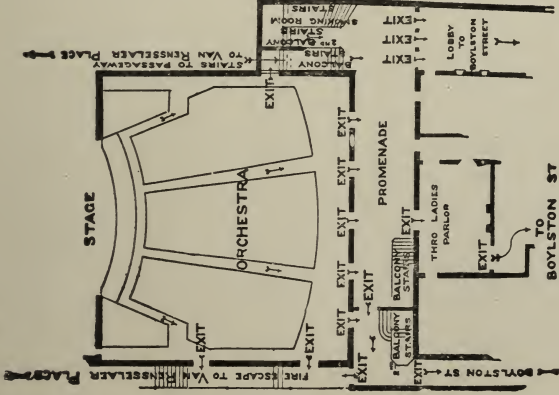 STAIRS
SMOKING ROOM
STAIRS
2ND BALCONY
STAIRS
BALCONY
STAIRS TO PASSAGEWAY
TO VAN RENSSELAER PLACE
EXIT
EXIT
EXIT
EXIT
LOBBY
TO
BOYLSTON
STREET
STAGE
ORCHESTRA
EXIT
EXIT
EXIT
EXIT
EXIT
PROMENADE
EXIT
THRO LADIES
PARLOR
EXIT
TO
BOYLSTON ST
BALCONY
STAIRS
BALCONY
STAIRS
EXIT
EXIT
EXIT
EXIT
EXIT
FIRE ESCAPE TO VAN RENSSELAER PLACE
BOYLSTON ST